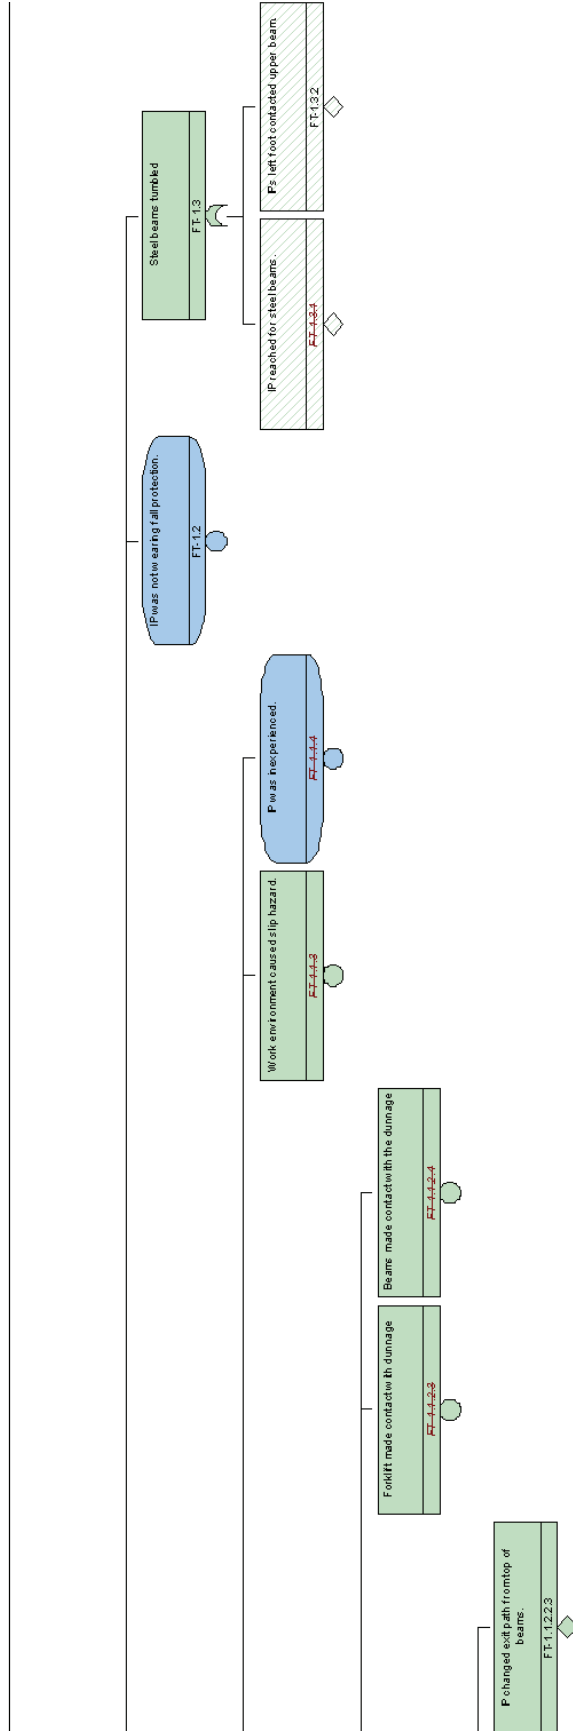 Steel beams tumbled
FT-1.3
IP's left foot contacted upper beam.
FT-1.3.2
IP reached for steel beams.
FT-1.3.1
IP was not wearing fall protection.
FT-1.2
IP was inexperienced.
FT-1.1.4
Work environment caused slip hazard.
FT-1.1.3
Beams made contact with the dunnage
FT-1.1.2.4
Forklift made contact with dunnage
FT-1.1.2.3
IP changed exit path from top of
beams.
FT-1.1.2.2.3